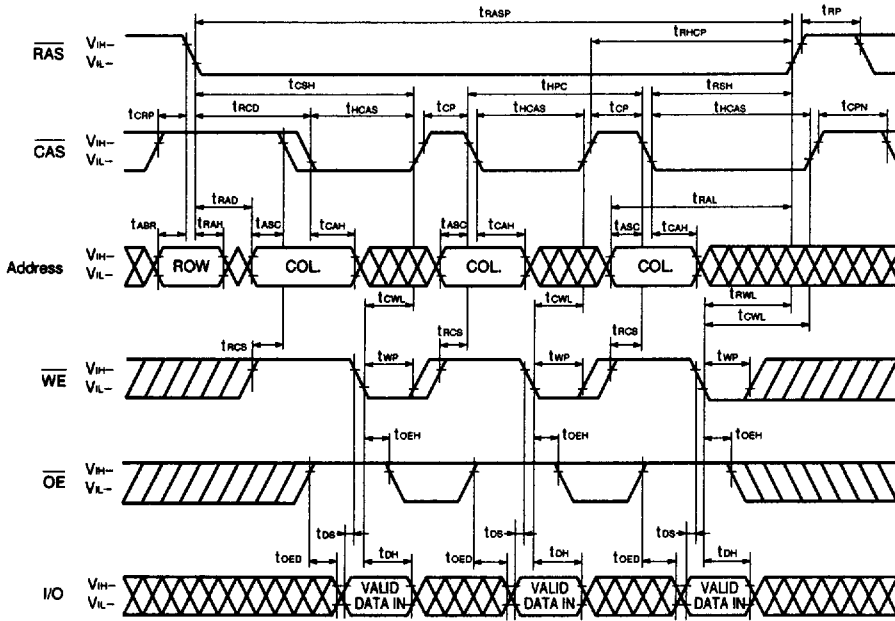 tRASP tRP
tRHCP
RAS VIH– VIL–
tCSH tHPC tRSH
tCRP tRCD tHCAS tCP tHCAS tCP tHCAS tCPN
CAS VIH– VIL–
tRAD tRAL
tABR tRAH tASC tCAH tASC tCAH tASC tCAH
Address VIH– VIL– ROW COL. COL. COL.
tCWL tCWL tRWL
tCWL
tRCS tRCS tRCS
tWP tWP tWP
WE VIH– VIL–
tOEH tOEH tOEH
OE VIH– VIL–
tDS tDS tDS
tOED tDH tOED tDH tOED tDH
I/O VIH– VIL– VALID DATA IN VALID DATA IN VALID DATA IN